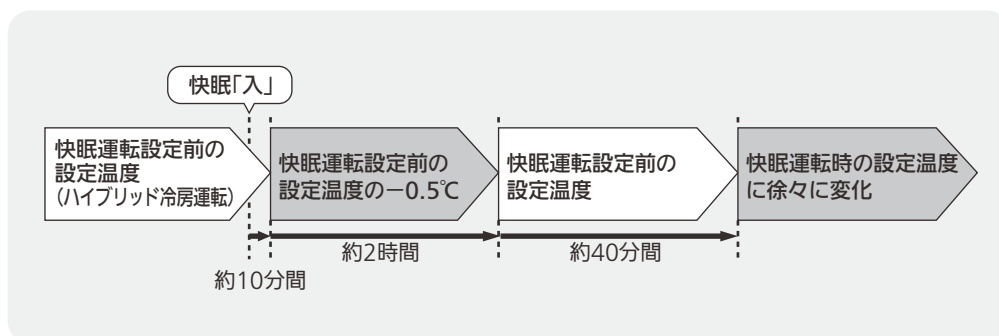 快眠「入」
快眠運転設定前の
設定温度
(ハイブリッド冷房運転)
快眠運転設定前の
設定温度の－0.5℃
快眠運転設定前の
設定温度
快眠運転時の設定温度
に徐々に変化
約10分間
約2時間
約40分間